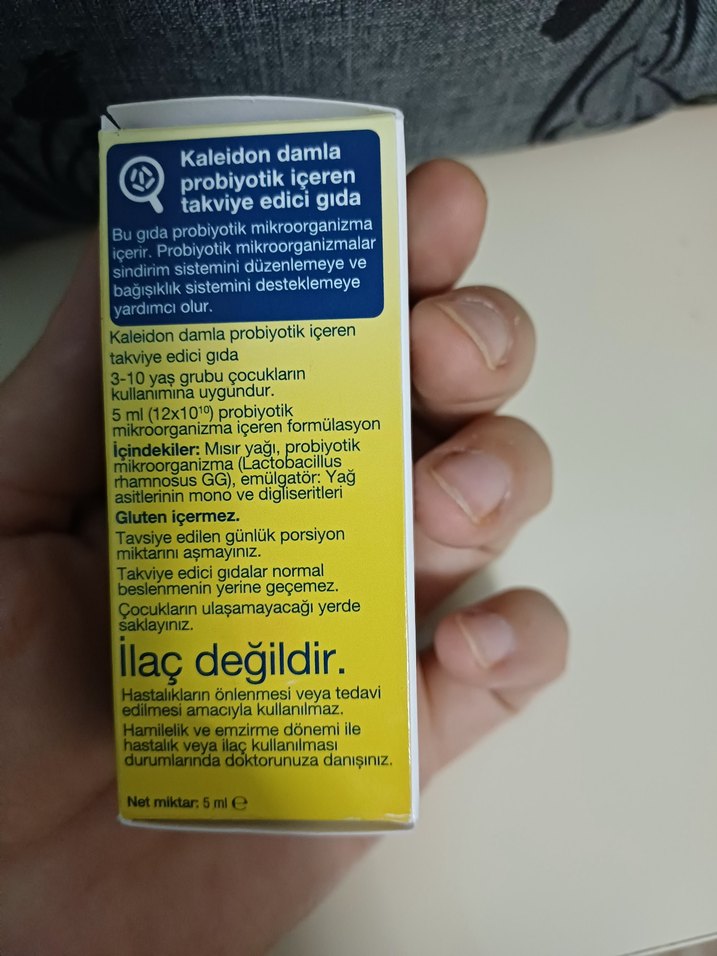 Kaleidon damla
probiyotik içeren
takviye edici gıda
Bu gıda probiyotik mikroorganizma
içerir. Probiyotik mikroorganizmalar
sindirim sistemini düzenlemeye ve
bağışıklık sistemini desteklemeye
yardımcı olur.
Kaleidon damla probiyotik içeren
takviye edici gıda
3-10 yaş grubu çocukların
kullanımına uygundur.
5 ml (12x10¹⁰) probiyotik
mikroorganizma içeren formülasyon
İçindekiler: Mısır yağı, probiyotik
mikroorganizma (Lactobacillus
rhamnosus GG), emülgatör: Yağ
asitlerinin mono ve digliseritleri
Gluten içermez.
Tavsiye edilen günlük porsiyon
miktarını aşmayınız.
Takviye edici gıdalar normal
beslenmenin yerine geçemez.
Çocukların ulaşamayacağı yerde
saklayınız.
İlaç değildir.
Hastalıkların önlenmesi veya tedavi
edilmesi amacıyla kullanılmaz.
Hamilelik ve emzirme dönemi ile
hastalık veya ilaç kullanılması
durumlarında doktorunuza danışınız.
Net miktar: 5 ml ℮